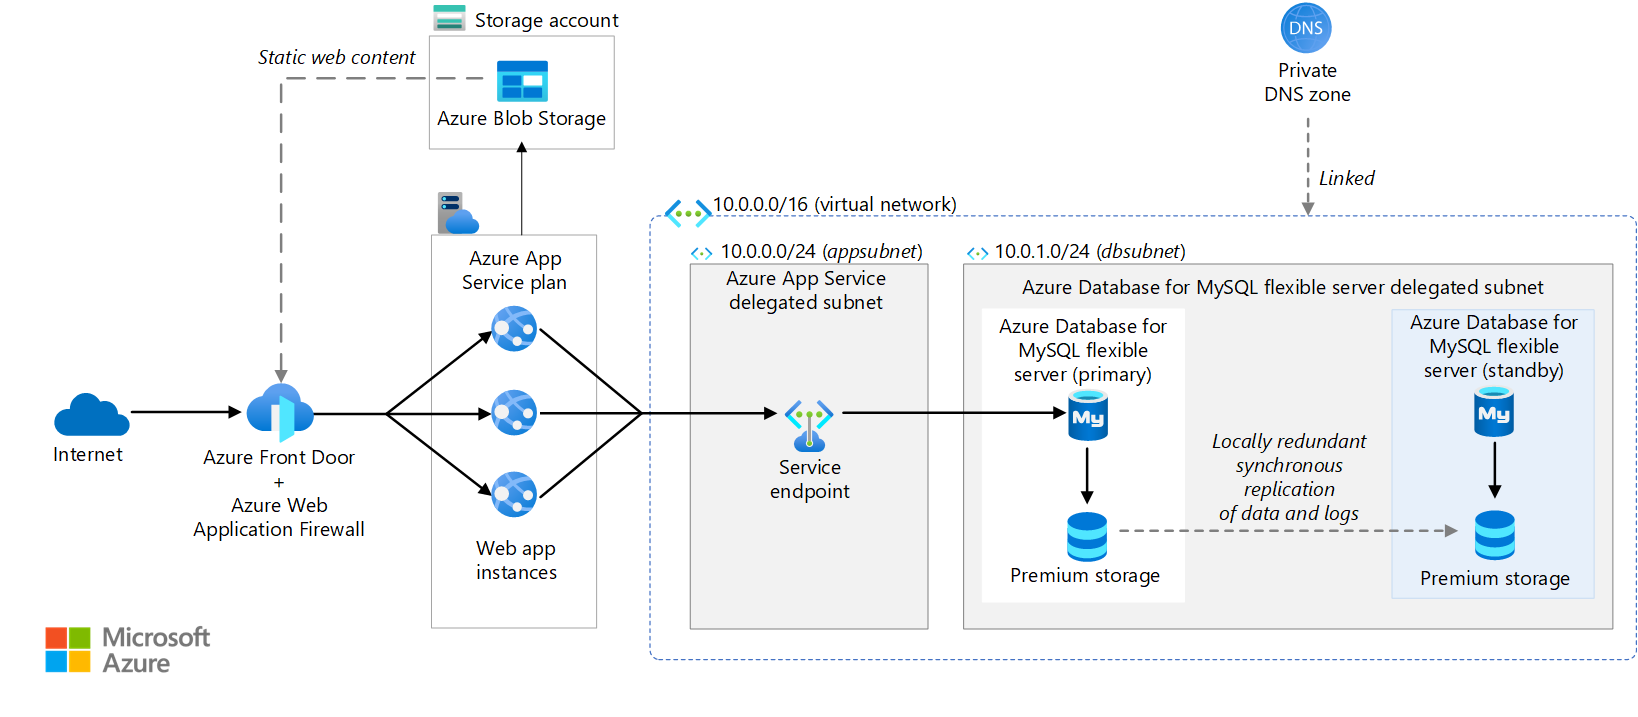 Storage account
Static web content
Azure Blob Storage
DNS
Private
DNS zone
Linked
10.0.0.0/16 (virtual network)
10.0.0.0/24 (appsubnet)
10.0.1.0/24 (dbsubnet)
Azure App
Service plan
Azure App Service
delegated subnet
Azure Database for MySQL flexible server delegated subnet
Azure Database for
MySQL flexible
server (primary)
My
Azure Database for
MySQL flexible
server (standby)
My
Internet
Azure Front Door
+
Azure Web
Application Firewall
Web app
instances
Service
endpoint
Locally redundant
synchronous
replication
of data and logs
Premium storage
Premium storage
Microsoft
Azure